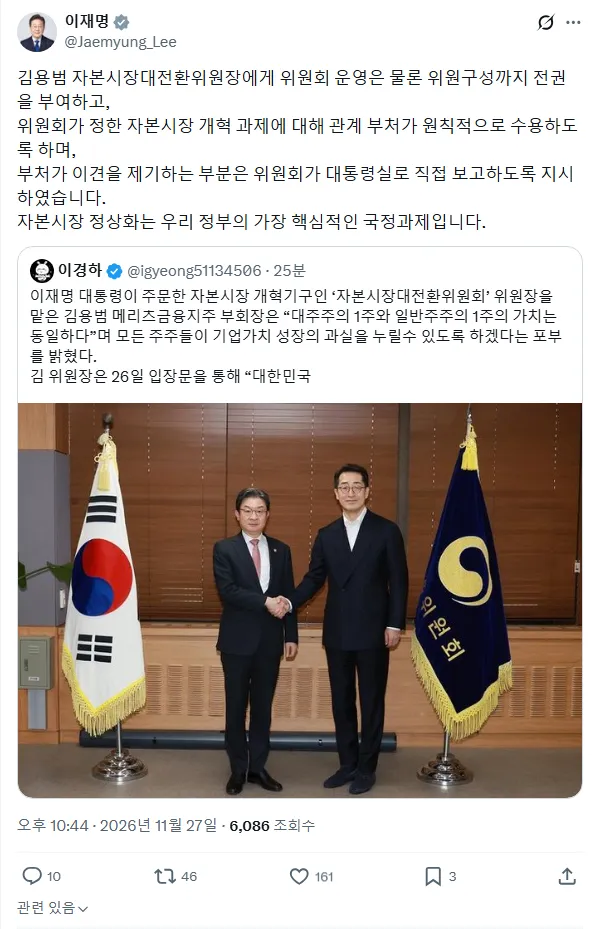 이재명
@Jaemyung_Lee
김용범 자본시장대전환위원장에게 위원회 운영은 물론 위원구성까지 전권
을 부여하고,
위원회가 정한 자본시장 개혁 과제에 대해 관계 부처가 원칙적으로 수용하도
록 하며,
부처가 이견을 제기하는 부분은 위원회가 대통령실로 직접 보고하도록 지시
하였습니다.
자본시장 정상화는 우리 정부의 가장 핵심적인 국정과제입니다.
이경하 @igyeong51134506 · 25분
이재명 대통령이 주문한 자본시장 개혁기구인 ‘자본시장대전환위원회’ 위원장을
맡은 김용범 메리츠금융지주 부회장은 “대주주의 1주와 일반주주의 1주의 가치는
동일하다”며 모든 주주들이 기업가치 성장의 과실을 누릴수 있도록 하겠다는 포부
를 밝혔다.
김 위원장은 26일 입장문을 통해 “대한민국
위원회
오후 10:44 · 2026년 11월 27일 · 6,086 조회수
10
46
161
3
관련 있음